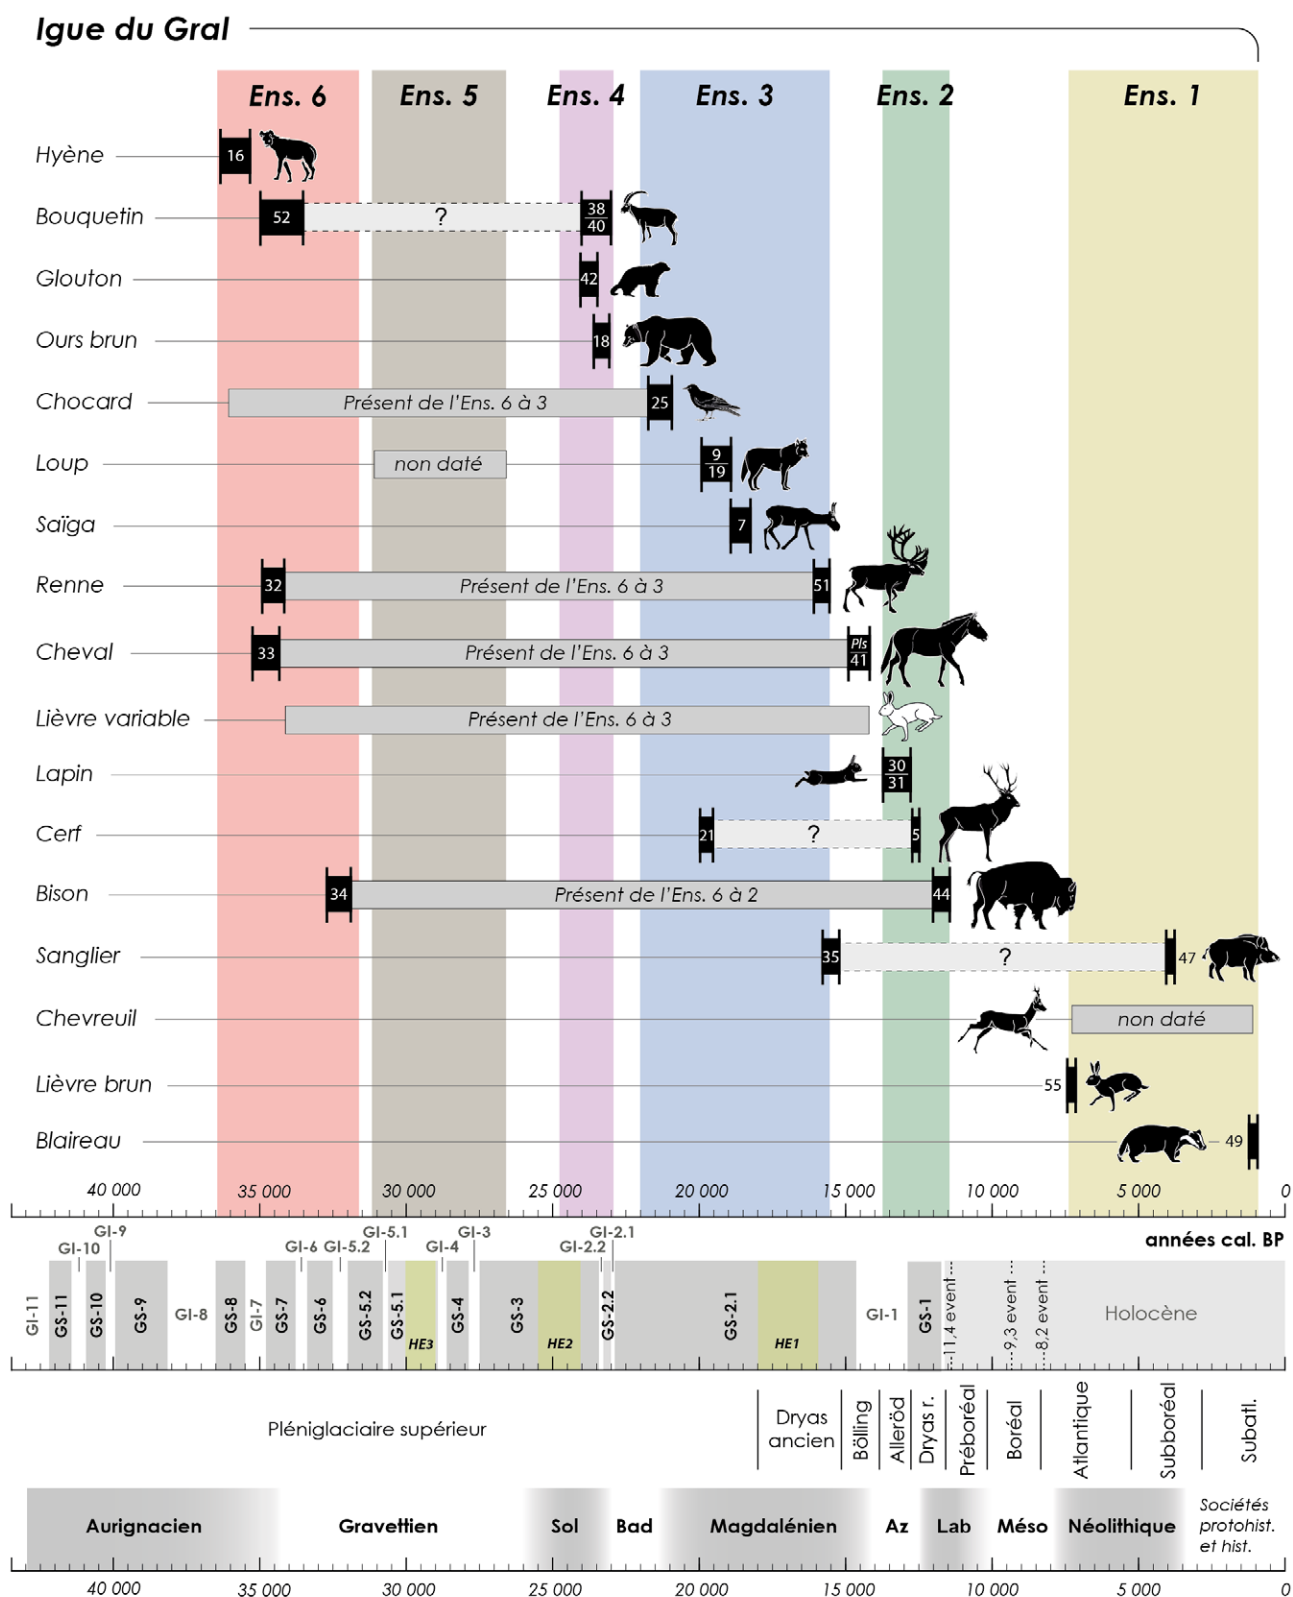 Igue du Gral
Ens. 6 Ens. 5 Ens. 4 Ens. 3 Ens. 2 Ens. 1
Hyène 16
Bouquetin 52 ? 38 40
Glouton 42
Ours brun 18
Chocard Présent de l'Ens. 6 à 3 25
Loup non daté 9 19
Saïga 7
Renne 32 Présent de l'Ens. 6 à 3 51
Cheval 33 Présent de l'Ens. 6 à 3 Pls 41
Lièvre variable Présent de l'Ens. 6 à 3
Lapin 30 31
Cerf 21 ? 5
Bison 34 Présent de l'Ens. 6 à 2 44
Sanglier 35 ? 47
Chevreuil non daté
Lièvre brun 55
Blaireau 49
40 000 35 000 30 000 25 000 20 000 15 000 10 000 5 000 0
années cal. BP
GI-9 GI-5.1 GI-3 GI-2.1
GI-10 GI-6 GI-5.2 GI-4 GI-2.2
GI-11 GS-11 GS-10 GS-9 GI-8 GS-8 GI-7 GS-7 GS-6 GS-5.2 GS-5.1 HE3 GS-4 GS-3 HE2 GS-2.2 GS-2.1 HE1 GI-1 GS-1 11,4 event 9,3 event 8,2 event Holocène
Pléniglaciaire supérieur
Dryas
ancien
Bölling Alleröd Dryas r. Préboréal Boréal Atlantique Subboréal Subatl.
Aurignacien Gravettien Sol Bad Magdalénien Az Lab Méso Néolithique
Sociétés
protohist.
et hist.
40 000 35 000 30 000 25 000 20 000 15 000 10 000 5 000 0